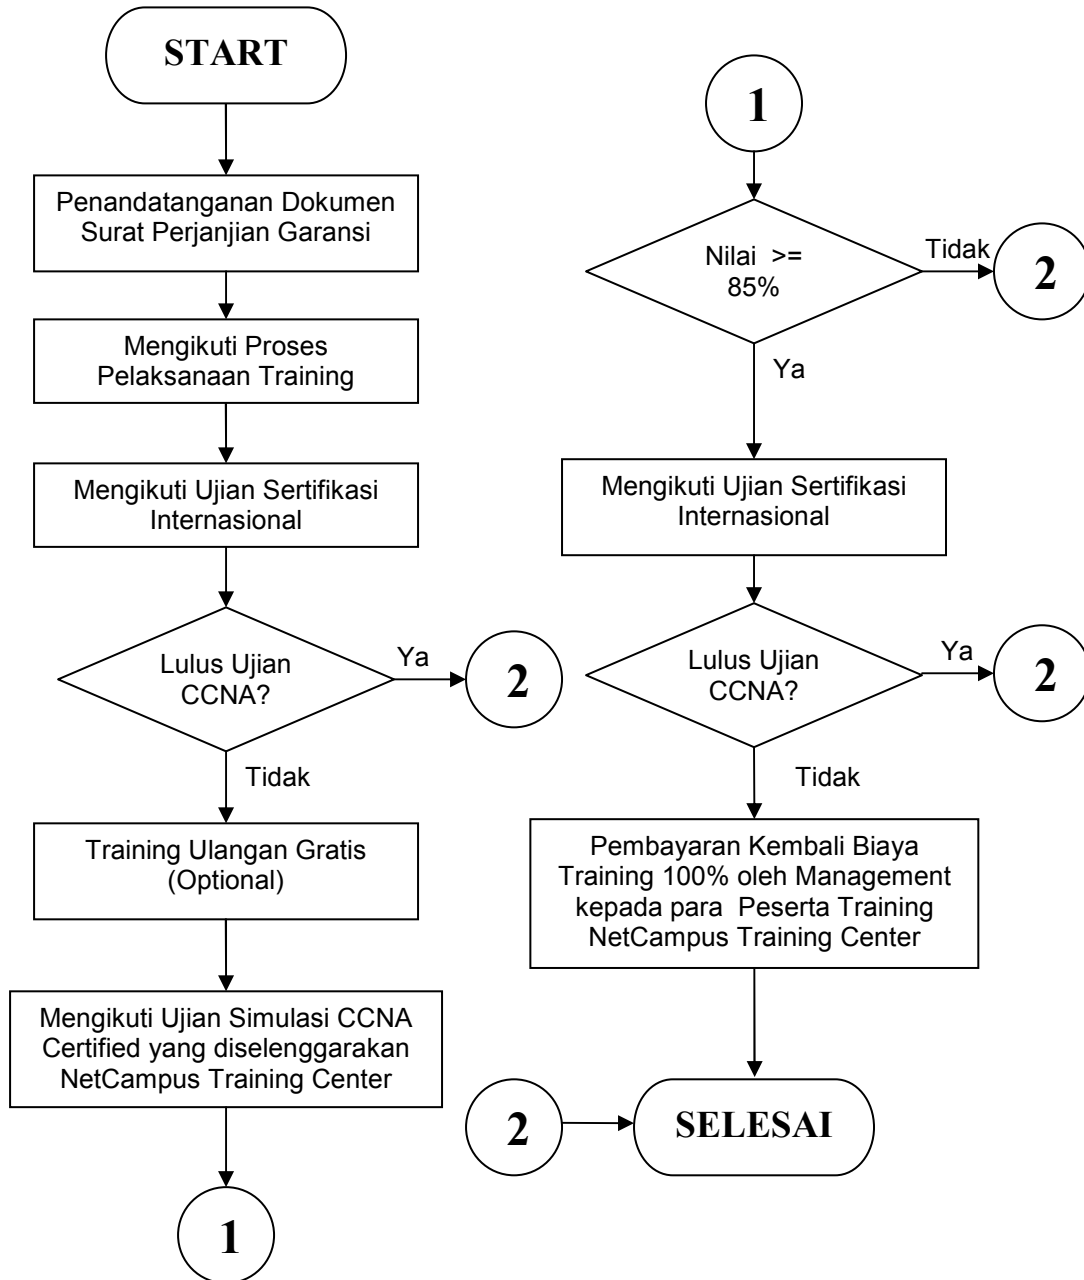 START
Penandatanganan Dokumen
Surat Perjanjian Garansi
Mengikuti Proses
Pelaksanaan Training
Mengikuti Ujian Sertifikasi
Internasional
Lulus Ujian
CCNA?
Ya
2
Tidak
Training Ulangan Gratis
(Optional)
Mengikuti Ujian Simulasi CCNA
Certified yang diselenggarakan
NetCampus Training Center
1
1
Nilai >=
85%
Tidak
2
Ya
Mengikuti Ujian Sertifikasi
Internasional
Lulus Ujian
CCNA?
Ya
2
Tidak
Pembayaran Kembali Biaya
Training 100% oleh Management
kepada para Peserta Training
NetCampus Training Center
2
SELESAI